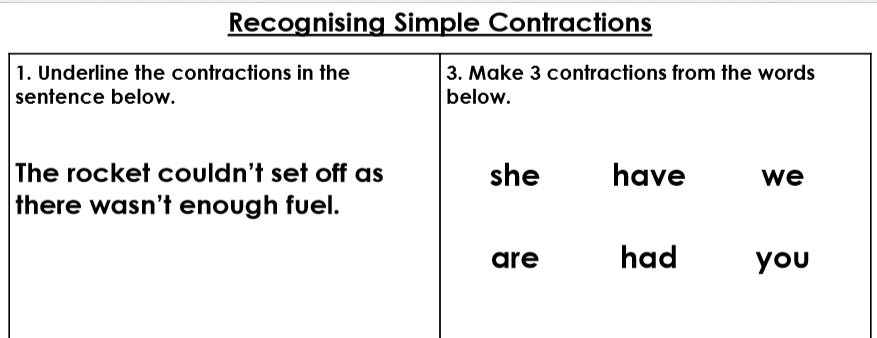 Recognising Simple Contractions
1. Underline the contractions in the
sentence below.
The rocket couldn’t set off as
there wasn’t enough fuel.
3. Make 3 contractions from the words
below.
she have we
are had you